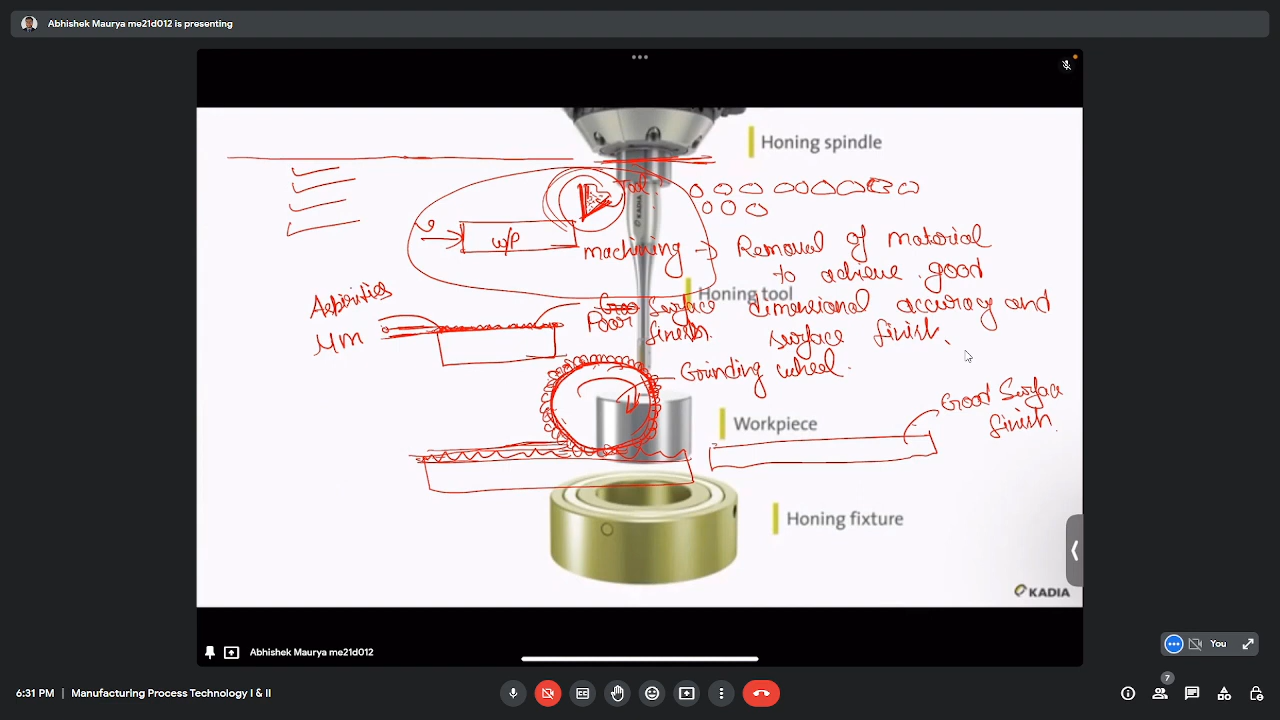 Abhishek Maurya me21d012 is presenting
Honing spindle
Tool
w/P
machining → Removal of material
to achieve good
Honing tool
dimensional accuracy and
surface finish.
μm
Poor Surface
finish.
Grinding wheel.
Good Surface
finish.
Workpiece
Honing fixture
KADIA
KADIA
Abhishek Maurya me21d012
You
7
6:31 PM | Manufacturing Process Technology I & II